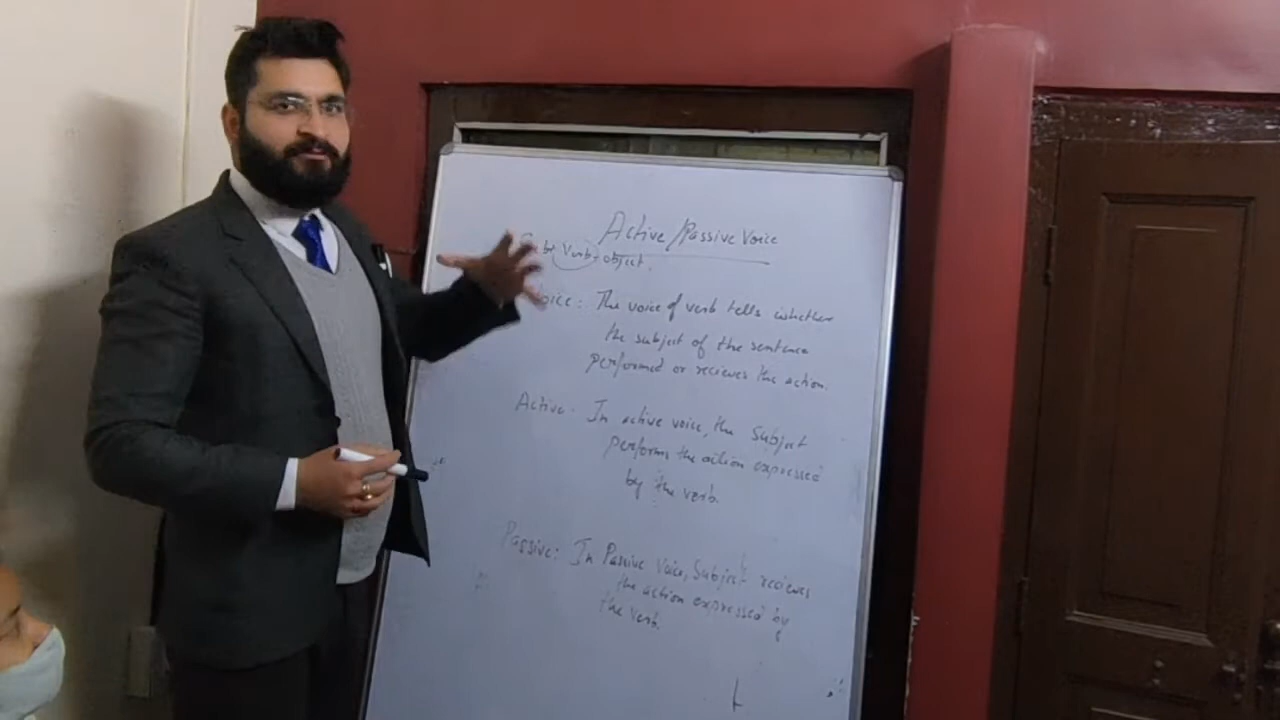 Active/Passive Voice
Verb object.
Voice: The voice of verb tells whether
the subject of the sentence
performed or recieves the action.
Active. In active voice, the Subject
performs the action expressed
by the verb.
Passive: In Passive Voice, Subject recieves
the action expressed by
the verb.